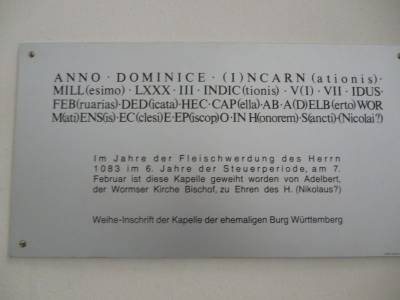 ANNO · DOMINICE · (I)NCARN (ationis)·
MILL(esimo) · LXXX · III · INDIC(tionis) · V(I) · VII · IDUS·
FEB(ruarias)·DED(icata)·HEC·CAP(ella)·AB·A(D)ELB(erto)WOR
M(ati)ENS(is)·EC(clesi)E·EP(iscop)O·IN H(onorem)·S(ancti)·(Nicolai?)
Im Jahre der Fleischwerdung des Herrn
1083 im 6. Jahre der Steuerperiode, am 7.
Februar ist diese Kapelle geweiht worden von Adelbert,
der Wormser Kirche Bischof, zu Ehren des H. (Nikolaus?)
Weihe-Inschrift der Kapelle der ehemaligen Burg Württemberg